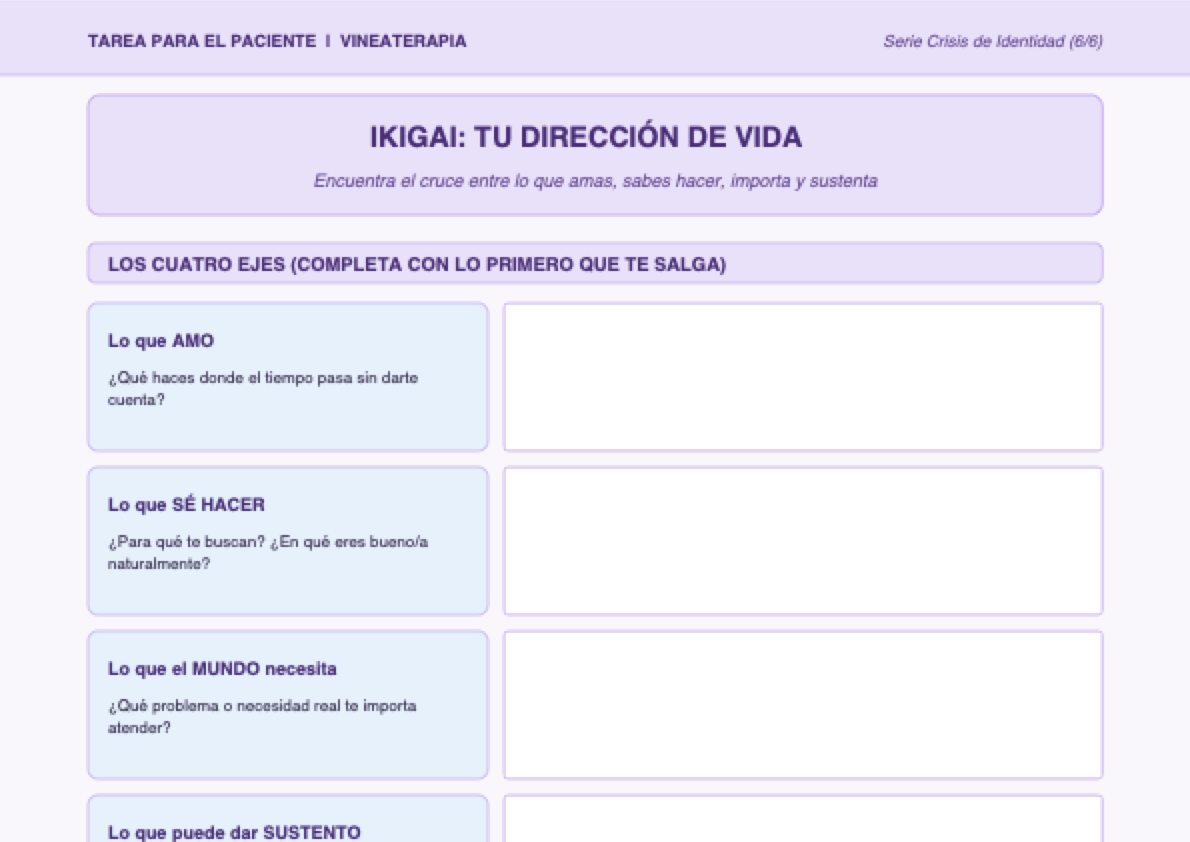 TAREA PARA EL PACIENTE | VINEATERAPIA
Serie Crisis de Identidad (6/6)
IKIGAI: TU DIRECCIÓN DE VIDA
Encuentra el cruce entre lo que amas, sabes hacer, importa y sustenta
LOS CUATRO EJES (COMPLETA CON LO PRIMERO QUE TE SALGA)
Lo que AMO
¿Qué haces donde el tiempo pasa sin darte
cuenta?
Lo que SÉ HACER
¿Para qué te buscan? ¿En qué eres bueno/a
naturalmente?
Lo que el MUNDO necesita
¿Qué problema o necesidad real te importa
atender?
Lo que puede dar SUSTENTO